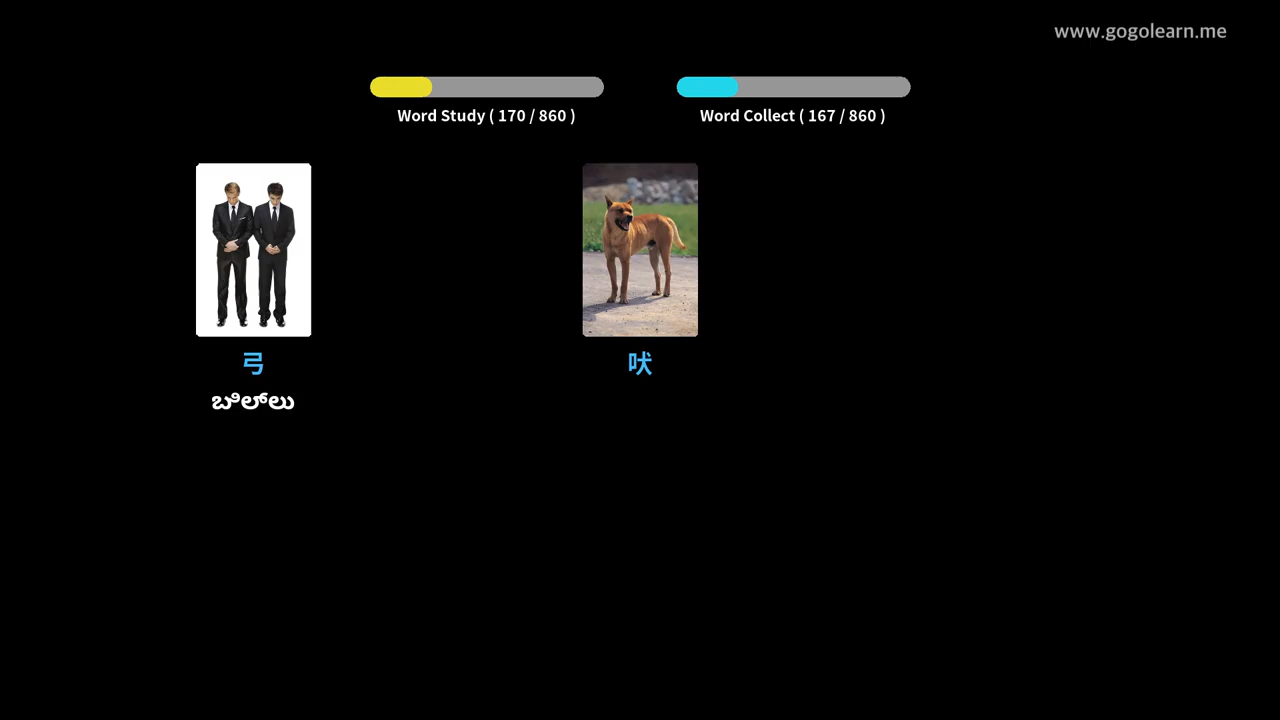 www.gogolearn.me
Word Study ( 170 / 860 )
Word Collect ( 167 / 860 )
弓
吠
ಬಿಲ್ಲು